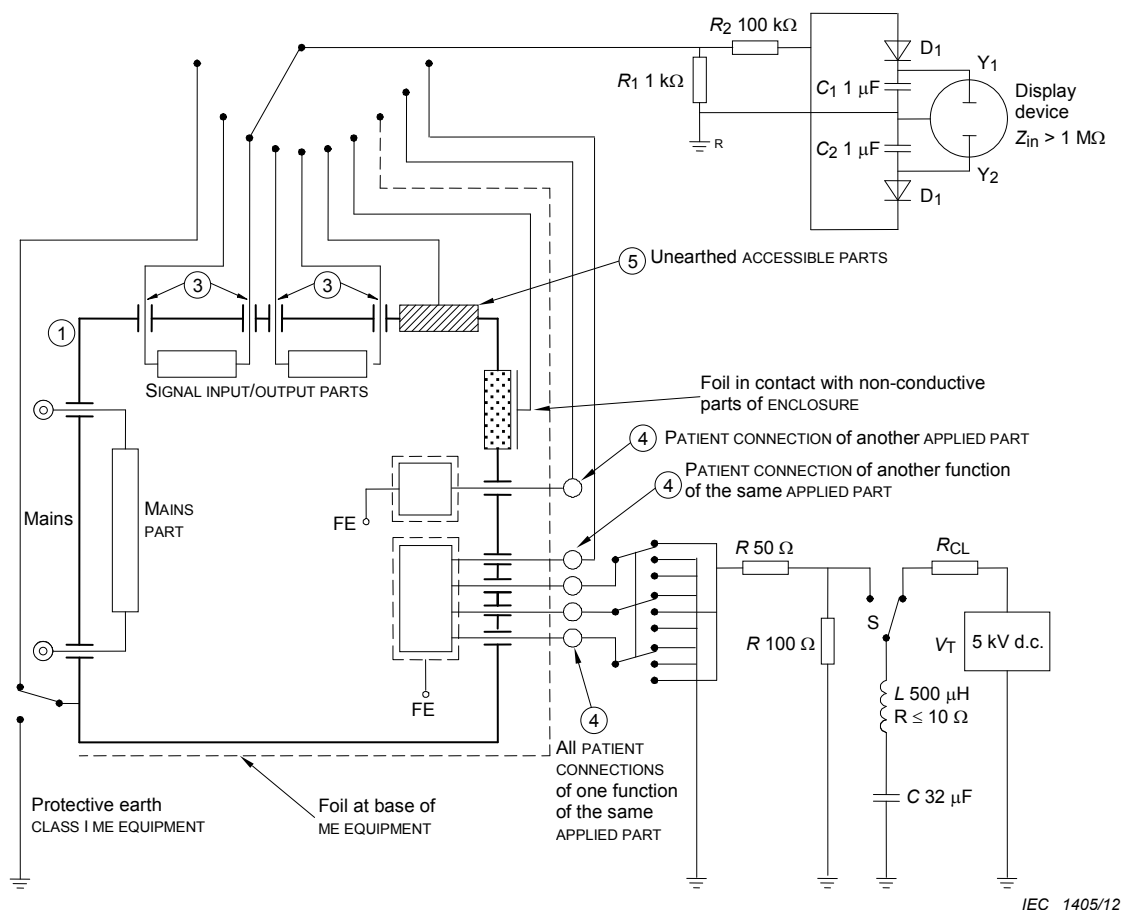 R2 100 kΩ
D1
Y1
R1 1 kΩ
C1 1 μF
Display
device
Zin > 1 MΩ
R
C2 1 μF
Y2
D1
5 Unearthed ACCESSIBLE PARTS
3
3
1
SIGNAL INPUT/OUTPUT PARTS
Foil in contact with non-conductive
parts of ENCLOSURE
4 PATIENT CONNECTION of another APPLIED PART
4 PATIENT CONNECTION of another function
of the same APPLIED PART
Mains
MAINS
PART
FE
R 50 Ω
RCL
S
R 100 Ω
VT 5 kV d.c.
L 500 μH
R ≤ 10 Ω
FE
4
All PATIENT
CONNECTIONS
of one function
of the same
APPLIED PART
C 32 μF
Protective earth
CLASS I ME EQUIPMENT
Foil at base of
ME EQUIPMENT
IEC 1405/12